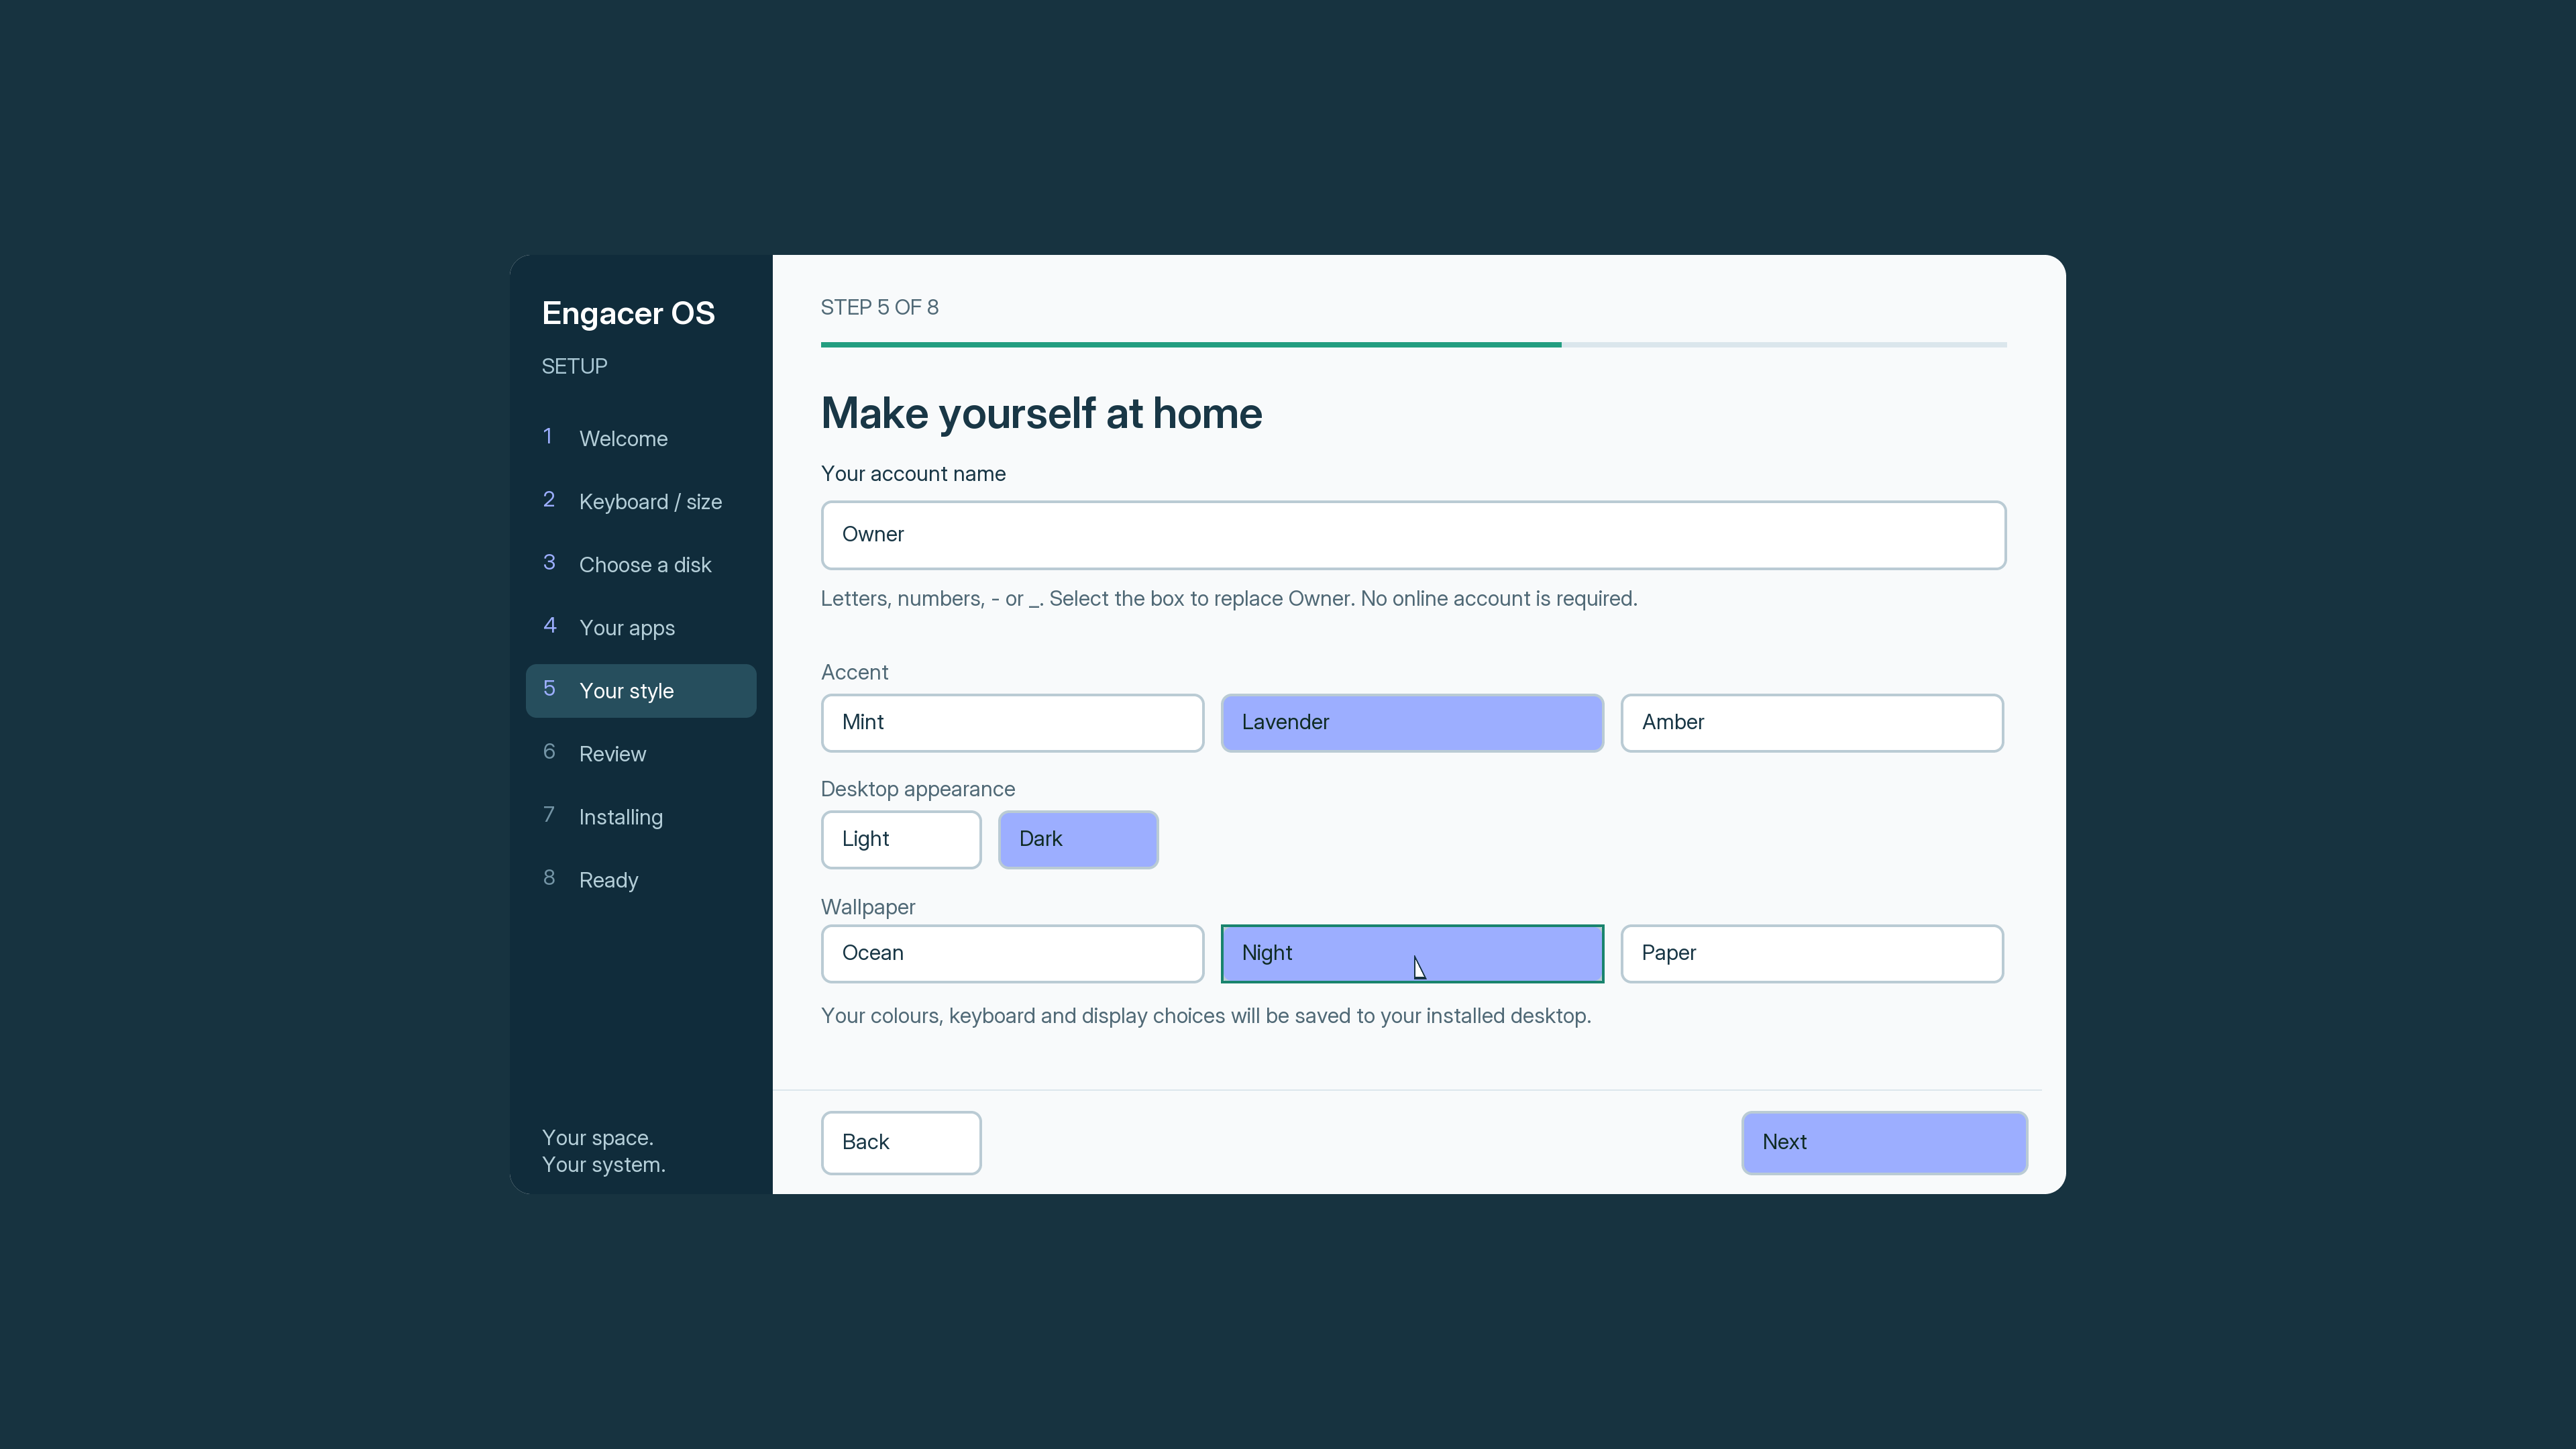 Engacer OS
SETUP
1 Welcome
2 Keyboard / size
3 Choose a disk
4 Your apps
5 Your style
6 Review
7 Installing
8 Ready
Your space.
Your system.
STEP 5 OF 8
Make yourself at home
Your account name
Owner
Letters, numbers, - or _. Select the box to replace Owner. No online account is required.
Accent
Mint Lavender Amber
Desktop appearance
Light Dark
Wallpaper
Ocean Night Paper
Your colours, keyboard and display choices will be saved to your installed desktop.
Back Next